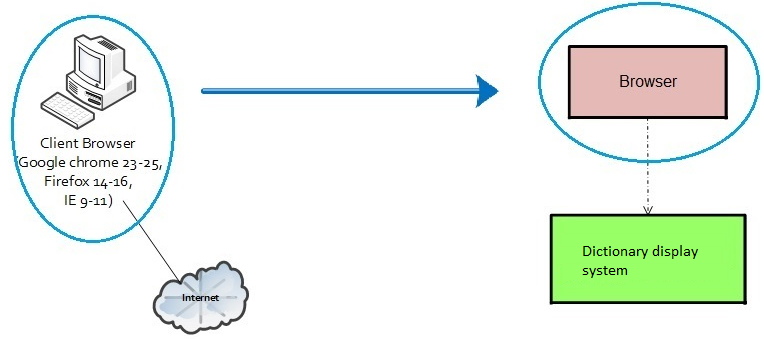 Client Browser
(Google chrome 23-25,
Firefox 14-16,
IE 9-11)
Internet
Browser
Dictionary display
system